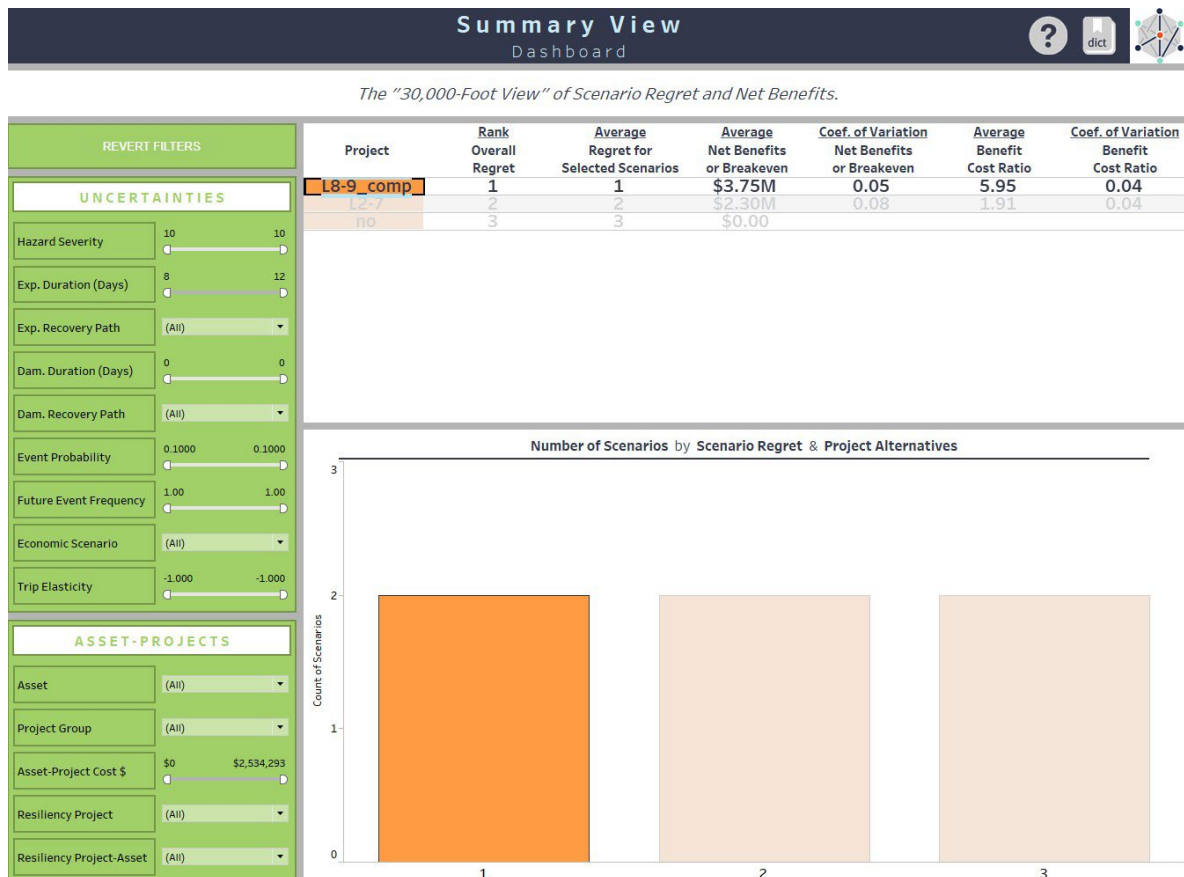 Summary View
Dashboard
?
dict
The "30,000-Foot View" of Scenario Regret and Net Benefits.
REVERT FILTERS
UNCERTAINTIES
Hazard Severity 10 10
Exp. Duration (Days) 8 12
Exp. Recovery Path (All)
Dam. Duration (Days) 0 0
Dam. Recovery Path (All)
Event Probability 0.1000 0.1000
Future Event Frequency 1.00 1.00
Economic Scenario (All)
Trip Elasticity -1.000 -1.000
ASSET-PROJECTS
Asset (All)
Project Group (All)
Asset-Project Cost $ $0 $2,534,293
Resiliency Project (All)
Resiliency Project-Asset (All)
Rank Average Average Coef. of Variation Average Coef. of Variation
Project Overall Regret for Net Benefits Net Benefits Benefit Benefit
Regret Selected Scenarios or Breakeven or Breakeven Cost Ratio Cost Ratio
L8-9_comp 1 1 $3.75M 0.05 5.95 0.04
L2-7 2 2 $2.30M 0.08 1.91 0.04
no 3 3 $0.00
Number of Scenarios by Scenario Regret & Project Alternatives
Count of Scenarios
3
2
1
0
1 2 3